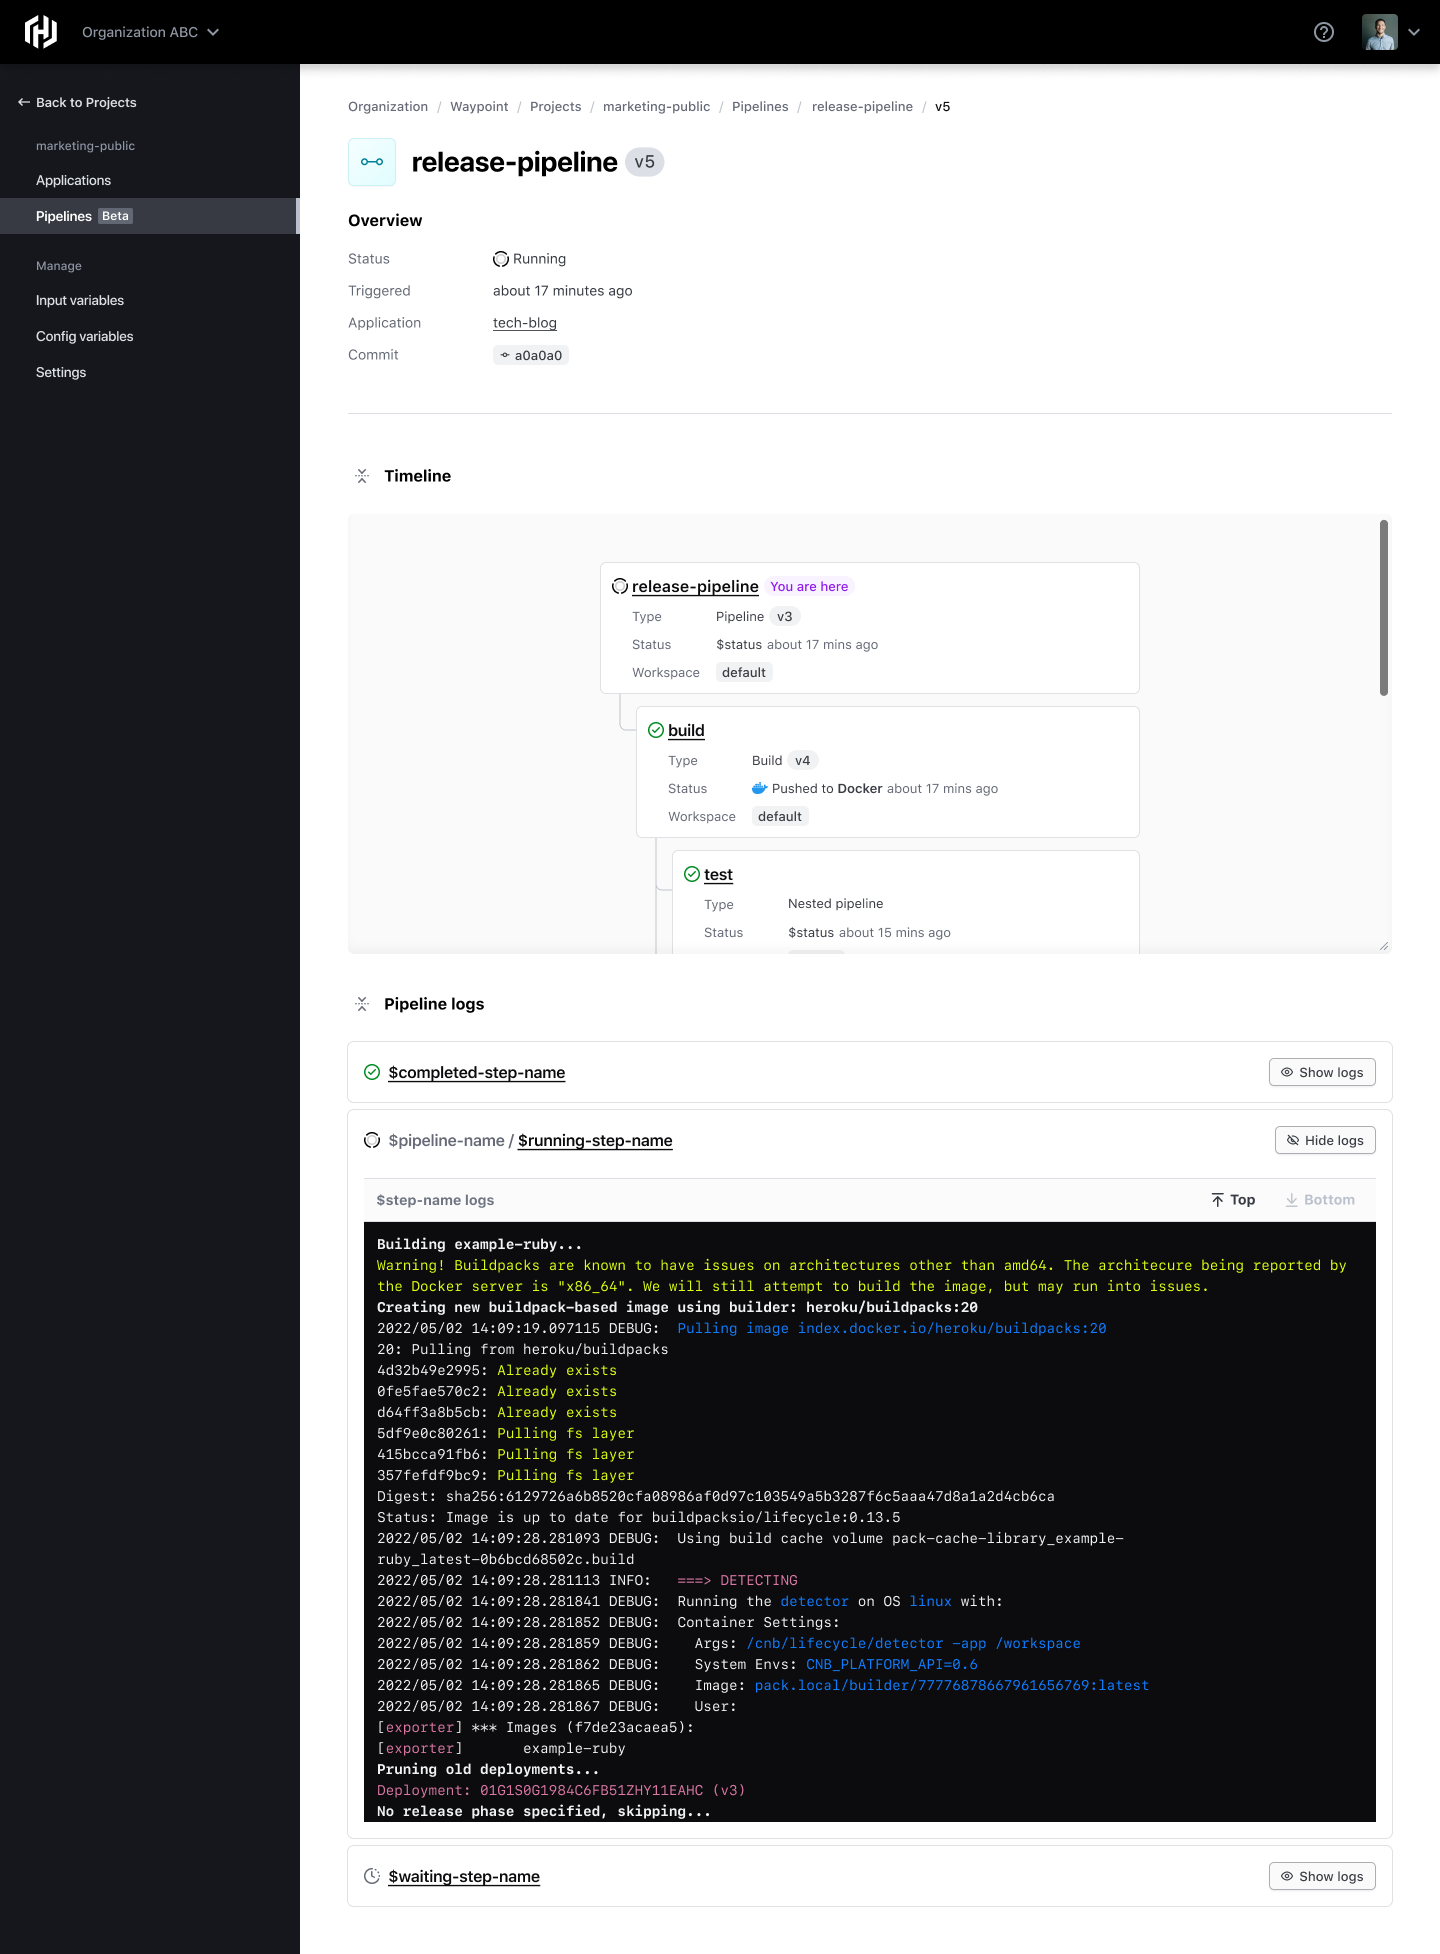 Organization ABC
Back to Projects
marketing-public
Applications
Pipelines Beta
Manage
Input variables
Config variables
Settings
Organization / Waypoint / Projects / marketing-public / Pipelines / release-pipeline / v5
release-pipeline v5
Overview
Status Running
Triggered about 17 minutes ago
Application tech-blog
Commit a0a0a0
Timeline
release-pipeline You are here
Type Pipeline v3
Status $status about 17 mins ago
Workspace default
build
Type Build v4
Status Pushed to Docker about 17 mins ago
Workspace default
test
Type Nested pipeline
Status $status about 15 mins ago
Pipeline logs
$completed-step-name Show logs
$pipeline-name / $running-step-name Hide logs
$step-name logs Top Bottom
Building example-ruby...
Warning! Buildpacks are known to have issues on architectures other than amd64. The architecure being reported by
the Docker server is "x86_64". We will still attempt to build the image, but may run into issues.
Creating new buildpack-based image using builder: heroku/buildpacks:20
2022/05/02 14:09:19.097115 DEBUG:  Pulling image index.docker.io/heroku/buildpacks:20
20: Pulling from heroku/buildpacks
4d32b49e2995: Already exists
0fe5fae570c2: Already exists
d64ff3a8b5cb: Already exists
5df9e0c80261: Pulling fs layer
415bcca91fb6: Pulling fs layer
357fefdf9bc9: Pulling fs layer
Digest: sha256:6129726a6b8520cfa08986af0d97c103549a5b3287f6c5aaa47d8a1a2d4cb6ca
Status: Image is up to date for buildpacksio/lifecycle:0.13.5
2022/05/02 14:09:28.281093 DEBUG:  Using build cache volume pack-cache-library_example-
ruby_latest-0b6bcd68502c.build
2022/05/02 14:09:28.281113 INFO:   ===> DETECTING
2022/05/02 14:09:28.281841 DEBUG:  Running the detector on OS linux with:
2022/05/02 14:09:28.281852 DEBUG:  Container Settings:
2022/05/02 14:09:28.281859 DEBUG:    Args: /cnb/lifecycle/detector -app /workspace
2022/05/02 14:09:28.281862 DEBUG:    System Envs: CNB_PLATFORM_API=0.6
2022/05/02 14:09:28.281865 DEBUG:    Image: pack.local/builder/77776878667961656769:latest
2022/05/02 14:09:28.281867 DEBUG:    User:
[exporter] *** Images (f7de23acaea5):
[exporter]       example-ruby
Pruning old deployments...
Deployment: 01G1S0G1984C6FB51ZHY11EAHC (v3)
No release phase specified, skipping...
$waiting-step-name Show logs